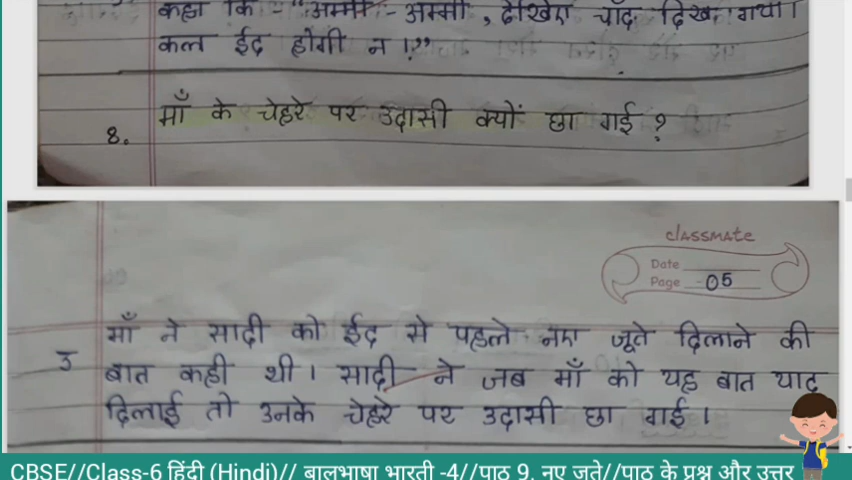 कहा कि -"अम्मी - अम्मी, देखिए चाँद दिख गया।
कल ईद होगी न।?"
8. माँ के चेहरे पर उदासी क्यों छा गई ?
classmate
Date
Page 05
उ माँ ने सादी को ईद से पहले नए जूते दिलाने की
बात कही थी। सादी ने जब माँ को यह बात याद
दिलाई तो उनके चेहरे पर उदासी छा गई।
CBSE//Class-6 हिंदी (Hindi)// बालभाषा भारती -4//पाठ 9. नए जूते//पाठ के प्रश्न और उत्तर